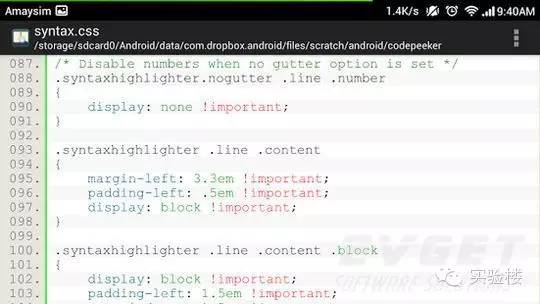 Amaysim 1.4K/s 9:40AM
syntax.css
/storage/sdcard0/Android/data/com.dropbox.android/files/scratch/android/codepeeker
087. /* Disable numbers when no gutter option is set */
088. .syntaxhighlighter.nogutter .line .number
089. {
090. display: none !important;
091. }
092.
093. .syntaxhighlighter .line .content
094. {
095. margin-left: 3.3em !important;
096. padding-left: .5em !important;
097. display: block !important;
098. }
099.
100. .syntaxhighlighter .line .content .block
101. {
102. display: block !important;
103. padding-left: 1.5em !important;
EVGET
实验楼